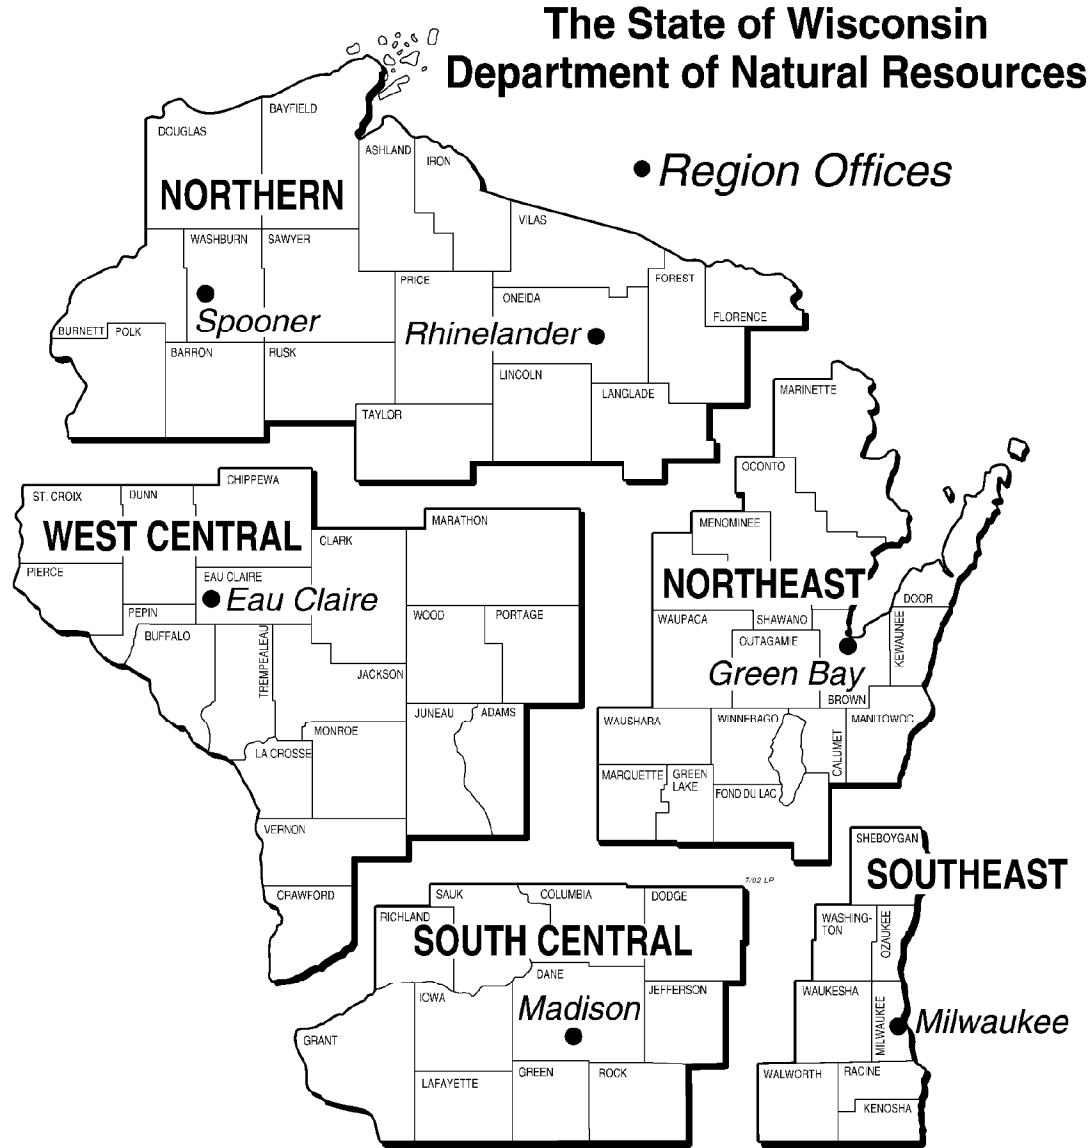 The State of Wisconsin
Department of Natural Resources
Region Offices
BAYFIELD
DOUGLAS
ASHLAND
IRON
NORTHERN
VILAS
WASHBURN
SAWYER
PRICE
FOREST
ONEIDA
FLORENCE
Spooner
Rhinelander
BURNETT
POLK
BARRON
RUSK
LINCOLN
LANGLADE
TAYLOR
MARINETTE
OCONTO
CHIPPEWA
ST. CROIX
DUNN
MARATHON
WEST CENTRAL
CLARK
MENOMINEE
PIERCE
EAU CLAIRE
Eau Claire
NORTHEAST
DOOR
PEPIN
BUFFALO
WOOD
PORTAGE
WAUPACA
SHAWANO
OUTAGAMIE
KEWAUNEE
TREMPEALEAU
JACKSON
Green Bay
BROWN
JUNEAU
ADAMS
WAUSHARA
WINNEBAGO
MANITOWOC
MONROE
LA CROSSE
CALUMET
MARQUETTE
GREEN
LAKE
FOND DU LAC
VERNON
SHEBOYGAN
CRAWFORD
7/02 LP
SOUTHEAST
SAUK
COLUMBIA
DODGE
RICHLAND
WASHING-
TON
OZAUKEE
SOUTH CENTRAL
DANE
IOWA
JEFFERSON
WAUKESHA
Madison
MILWAUKEE
Milwaukee
GRANT
LAFAYETTE
GREEN
ROCK
WALWORTH
RACINE
KENOSHA